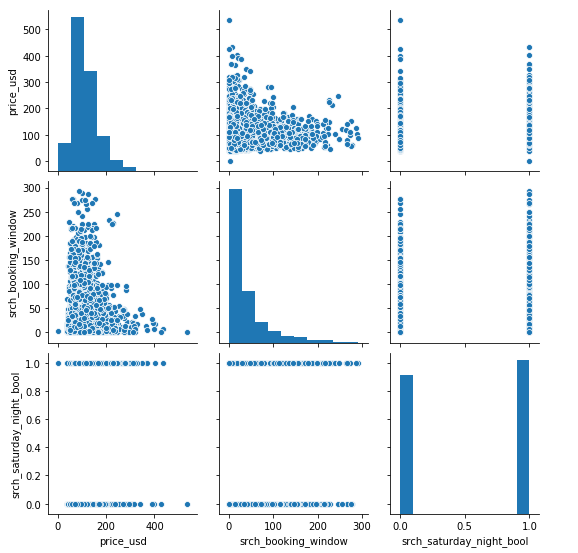 price_usd
500
400
300
200
100
0
srch_booking_window
300
250
200
150
100
50
0
srch_saturday_night_bool
1.0
0.8
0.6
0.4
0.2
0.0
0 200 400
0 100 200 300
0.0 0.5 1.0
price_usd srch_booking_window srch_saturday_night_bool